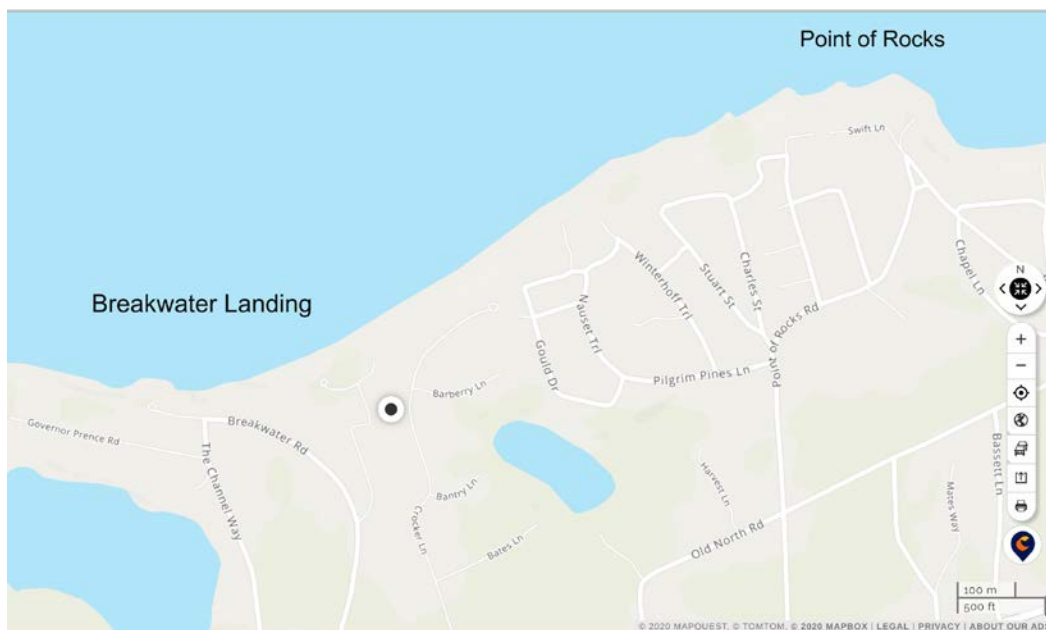 Point of Rocks
Swift Ln
Breakwater Landing
Winterhoff Trl
Stuart St
Charles St
Chapel Ln
N
Nauset Trl
Gould Dr
Point of Rocks Rd
Pilgrim Pines Ln
Barberry Ln
Breakwater Rd
Governor Prence Rd
The Channel Way
Bantry Ln
Crocker Ln
Bates Ln
Harvest Ln
Old North Rd
Mates Way
Bassett Ln
100 m
500 ft
© 2020 MAPQUEST, © TOMTOM, © 2020 MAPBOX | LEGAL | PRIVACY | ABOUT OUR ADS